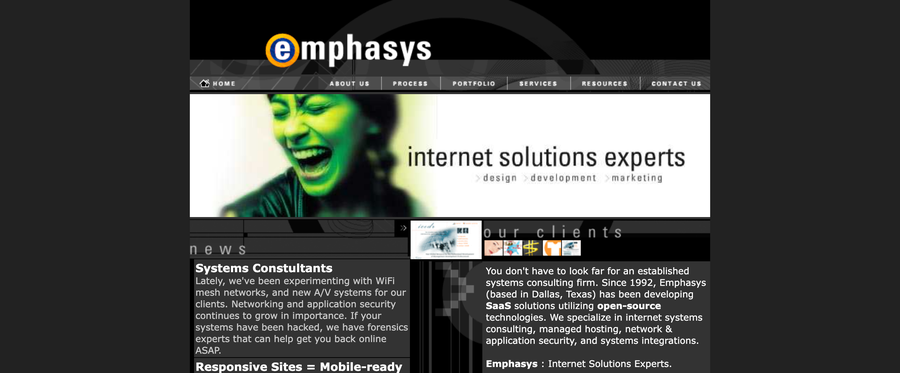 emphasys
HOME ABOUT US PROCESS PORTFOLIO SERVICES RESOURCES CONTACT US
internet solutions experts
>design >development >marketing
news
Systems Constultants
Lately, we've been experimenting with WiFi
mesh networks, and new A/V systems for our
clients. Networking and application security
continues to grow in importance. If your
systems have been hacked, we have forensics
experts that can help get you back online
ASAP.
Responsive Sites = Mobile-ready
our clients
You don't have to look far for an established
systems consulting firm. Since 1992, Emphasys
(based in Dallas, Texas) has been developing
SaaS solutions utilizing open-source
technologies. We specialize in internet systems
consulting, managed hosting, network &
application security, and systems integrations.
Emphasys : Internet Solutions Experts.